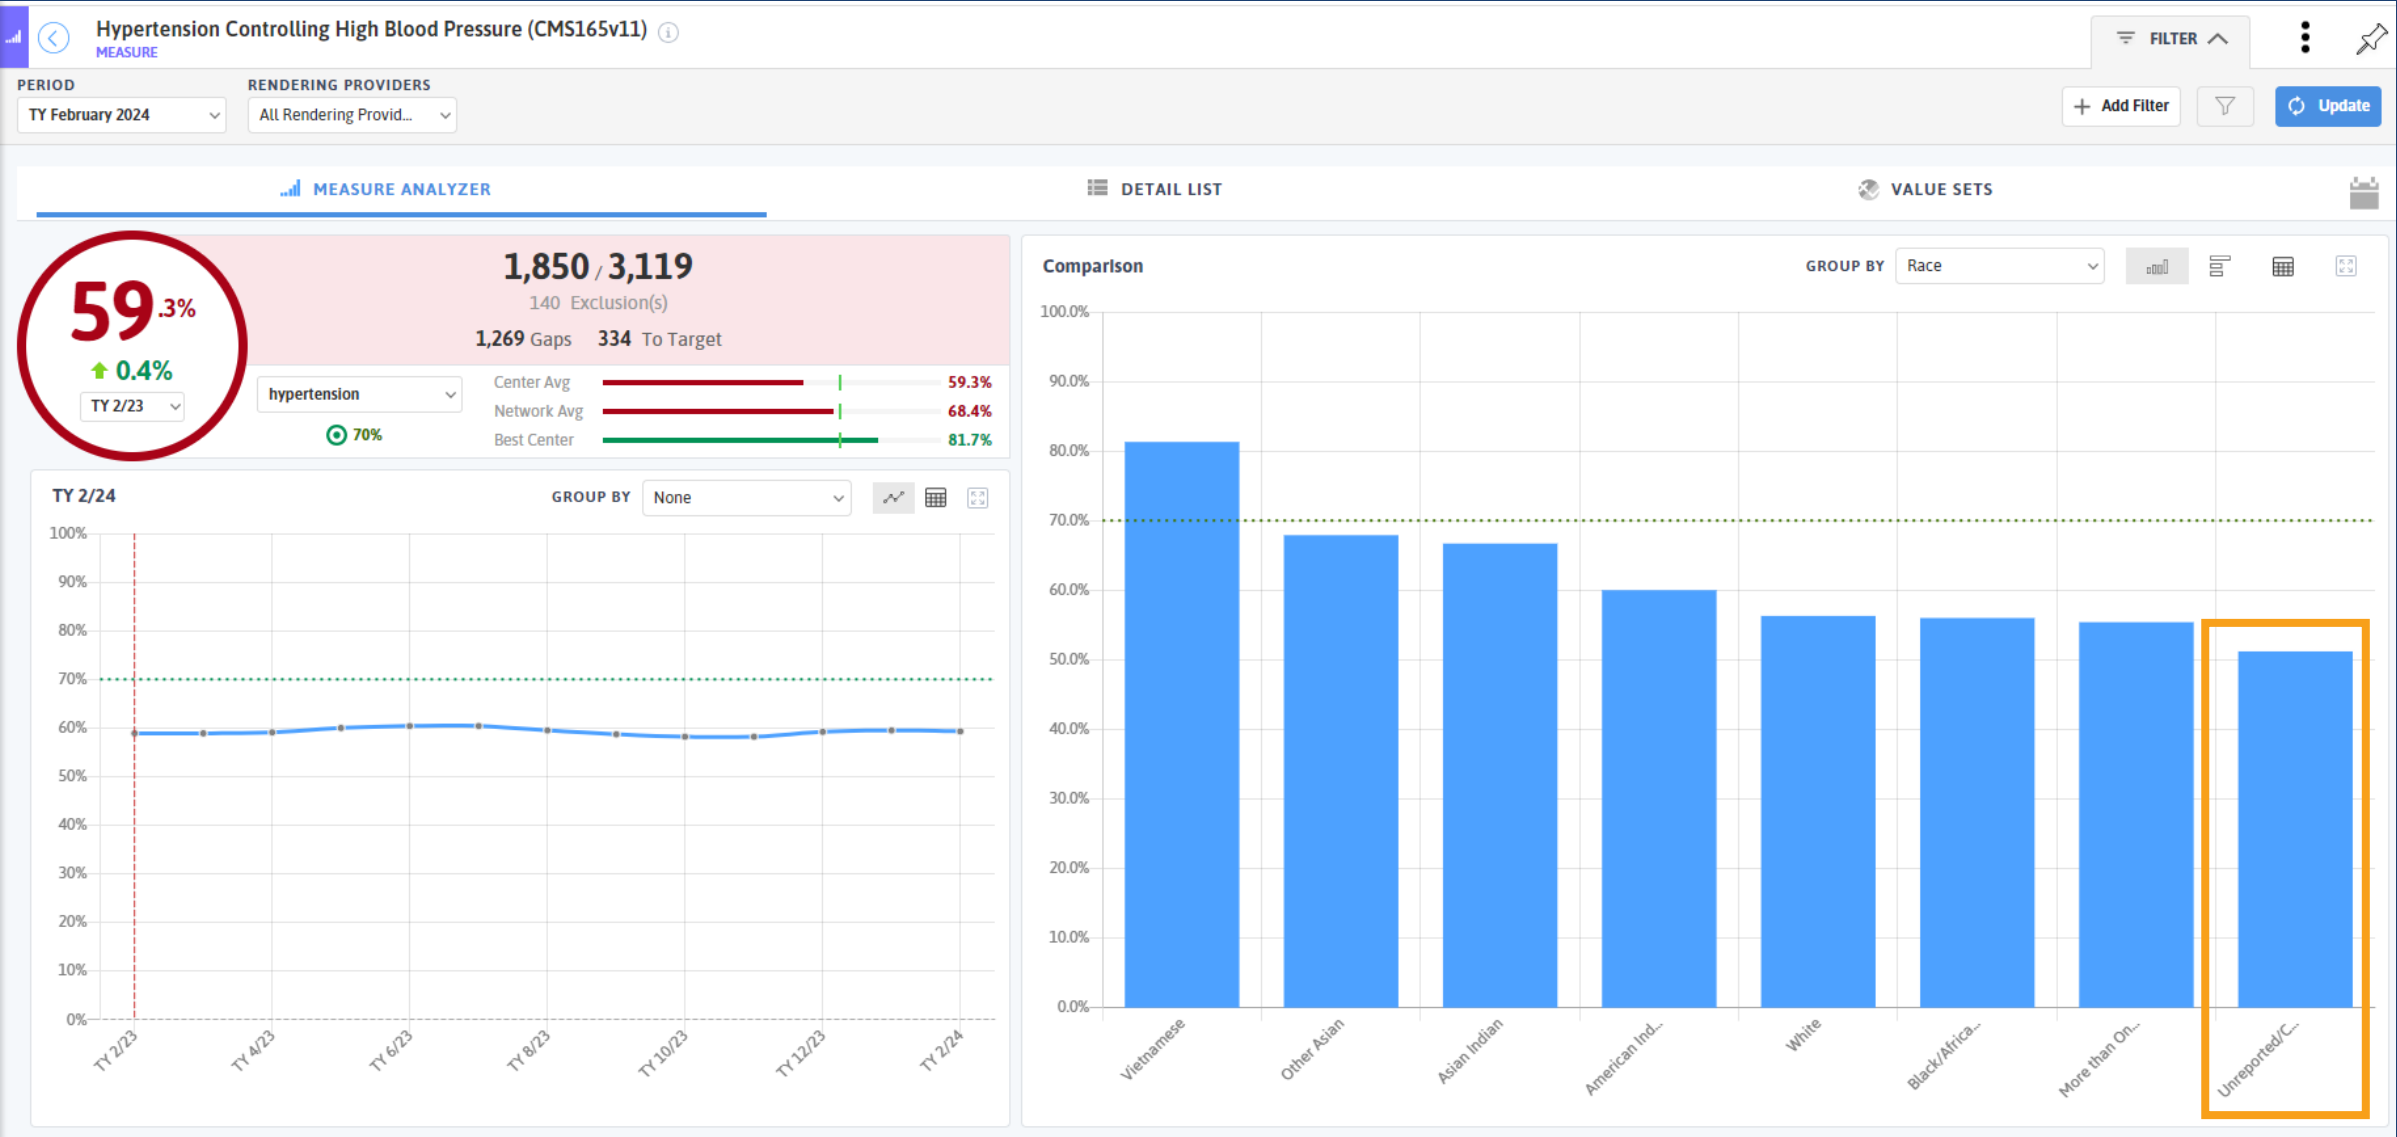 Hypertension Controlling High Blood Pressure (CMS165v11)
MEASURE
FILTER
PERIOD
RENDERING PROVIDERS
TY February 2024
All Rendering Provid...
Add Filter
Update
MEASURE ANALYZER
DETAIL LIST
VALUE SETS
59.3%
0.4%
TY 2/23
1,850 / 3,119
140 Exclusion(s)
1,269 Gaps 334 To Target
hypertension
70%
Center Avg 59.3%
Network Avg 68.4%
Best Center 81.7%
TY 2/24
GROUP BY None
100%
90%
80%
70%
60%
50%
40%
30%
20%
10%
0%
TY 2/23
TY 4/23
TY 6/23
TY 8/23
TY 10/23
TY 12/23
TY 2/24
Comparison
GROUP BY Race
100.0%
90.0%
80.0%
70.0%
60.0%
50.0%
40.0%
30.0%
20.0%
10.0%
0.0%
Vietnamese
Other Asian
Asian Indian
American Ind...
White
Black/Africa...
More than On...
Unreported/C...